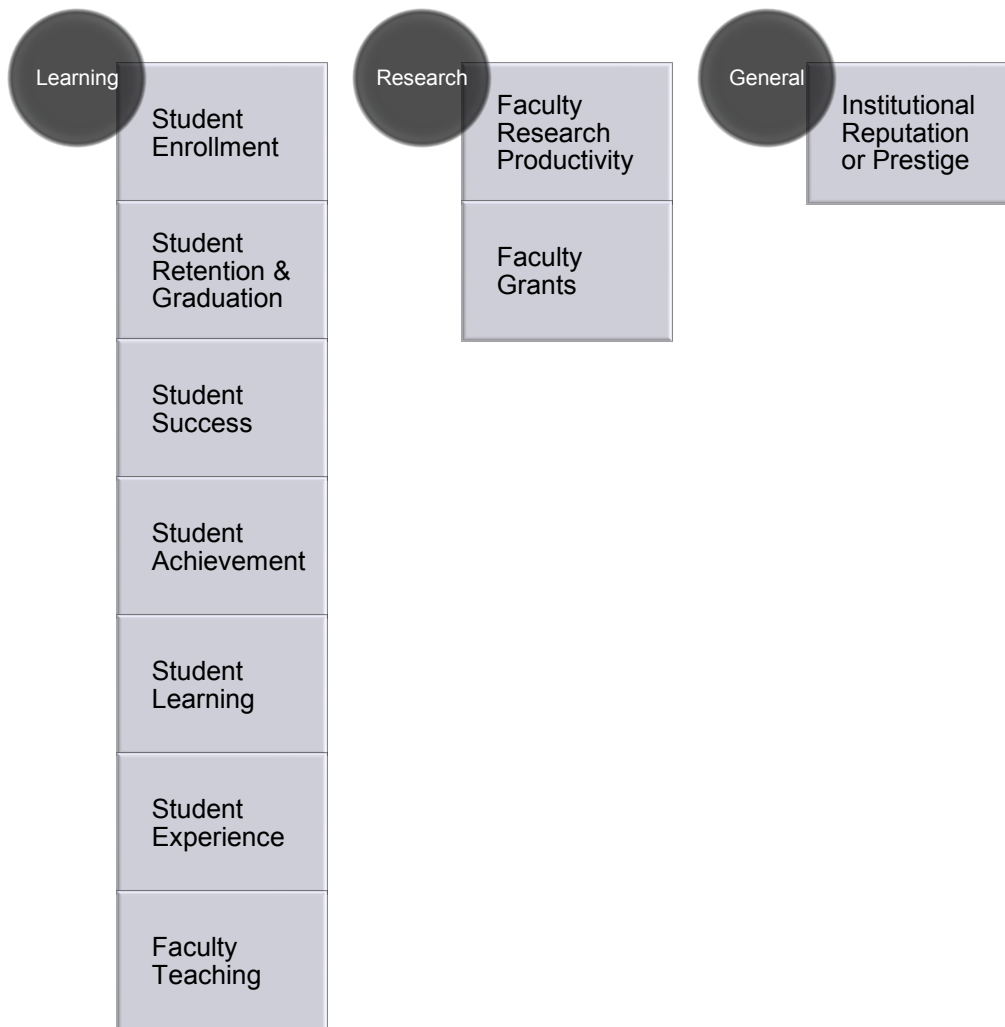 Learning
Student
Enrollment
Student
Retention &
Graduation
Student
Success
Student
Achievement
Student
Learning
Student
Experience
Faculty
Teaching
Research
Faculty
Research
Productivity
Faculty
Grants
General
Institutional
Reputation
or Prestige